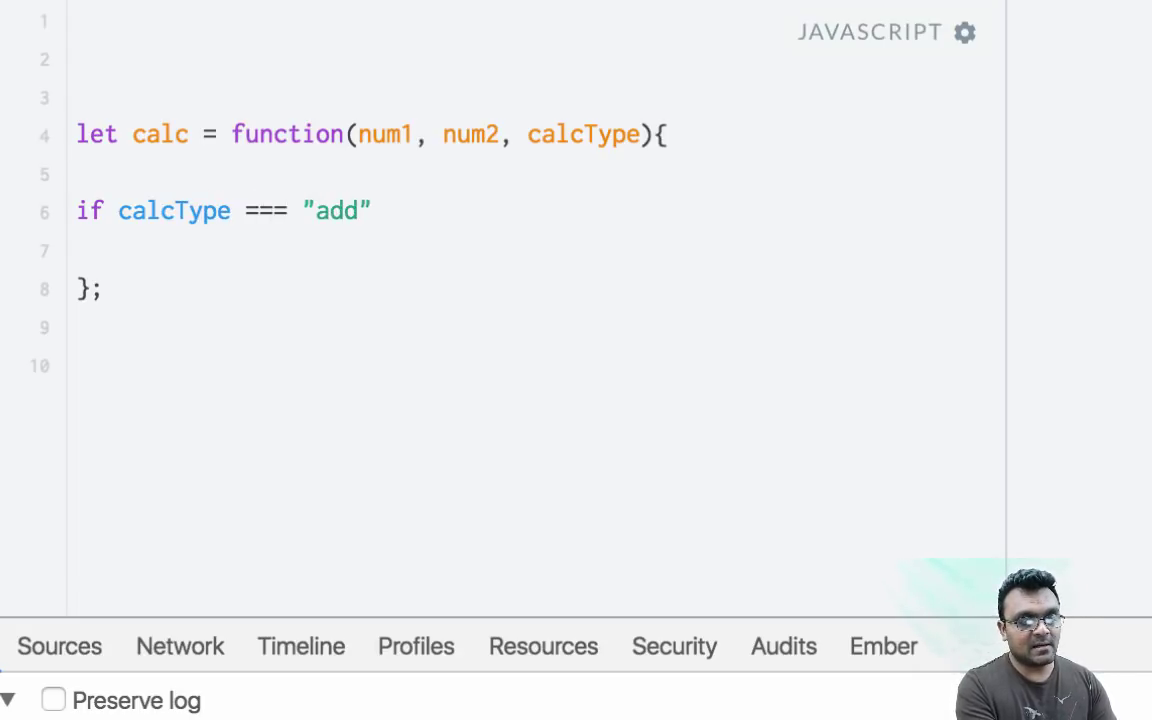 1
JAVASCRIPT
2
3
4 let calc = function(num1, num2, calcType){
5
6 if calcType === "add"
7
8 };
9
10
Sources Network Timeline Profiles Resources Security Audits Ember
Preserve log